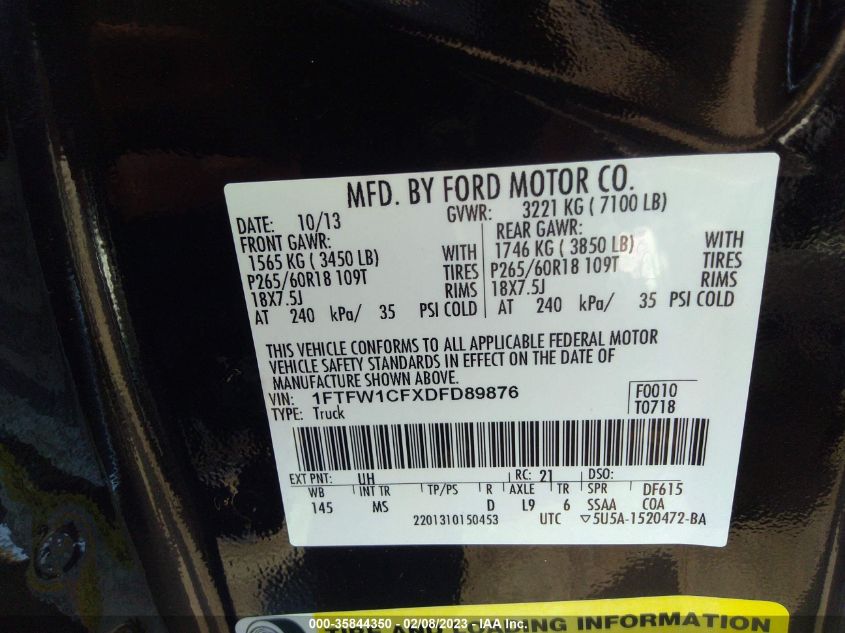 MFD. BY FORD MOTOR CO.
DATE: 10/13 GVWR: 3221 KG ( 7100 LB)
FRONT GAWR: REAR GAWR:
1565 KG ( 3450 LB) WITH 1746 KG ( 3850 LB) WITH
P265/60R18 109T TIRES P265/60R18 109T TIRES
18X7.5J RIMS 18X7.5J RIMS
AT 240 kPa/ 35 PSI COLD AT 240 kPa/ 35 PSI COLD
THIS VEHICLE CONFORMS TO ALL APPLICABLE FEDERAL MOTOR
VEHICLE SAFETY STANDARDS IN EFFECT ON THE DATE OF
MANUFACTURE SHOWN ABOVE.
VIN: 1FTFW1CFXDFD89876 F0010
TYPE: Truck T0718
EXT PNT: UH RC: 21 DSO:
WB INT TR TP/PS R AXLE TR SPR DF615
145 MS D L9 6 SSAA COA
2201310150453 UTC ▽5U5A-1520472-BA
TIRE AND LOADING INFORMATION
000-35844350 - 02/08/2023 - IAA Inc.